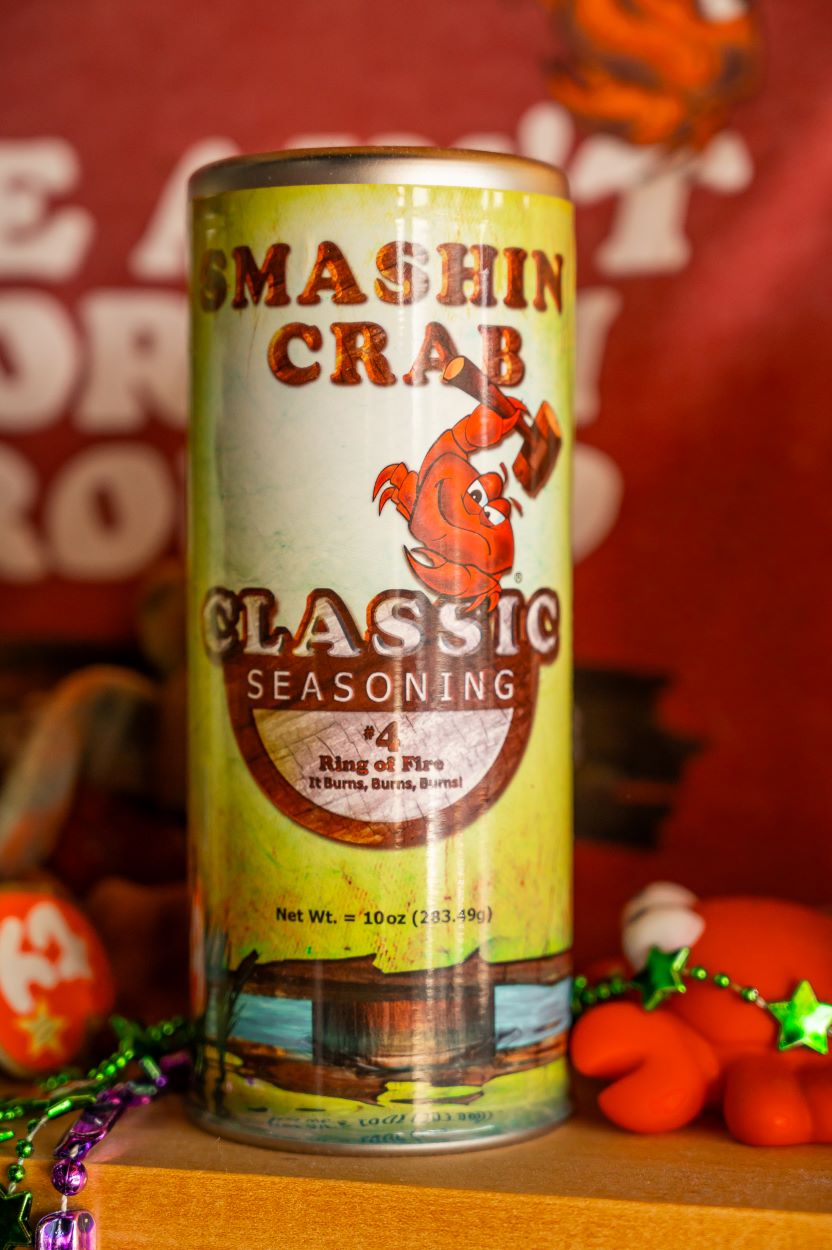 SMASHIN
CRAB
®
CLASSIC
SEASONING
#4
Ring of Fire
It Burns, Burns, Burns!
Net Wt. = 10oz (283.49g)